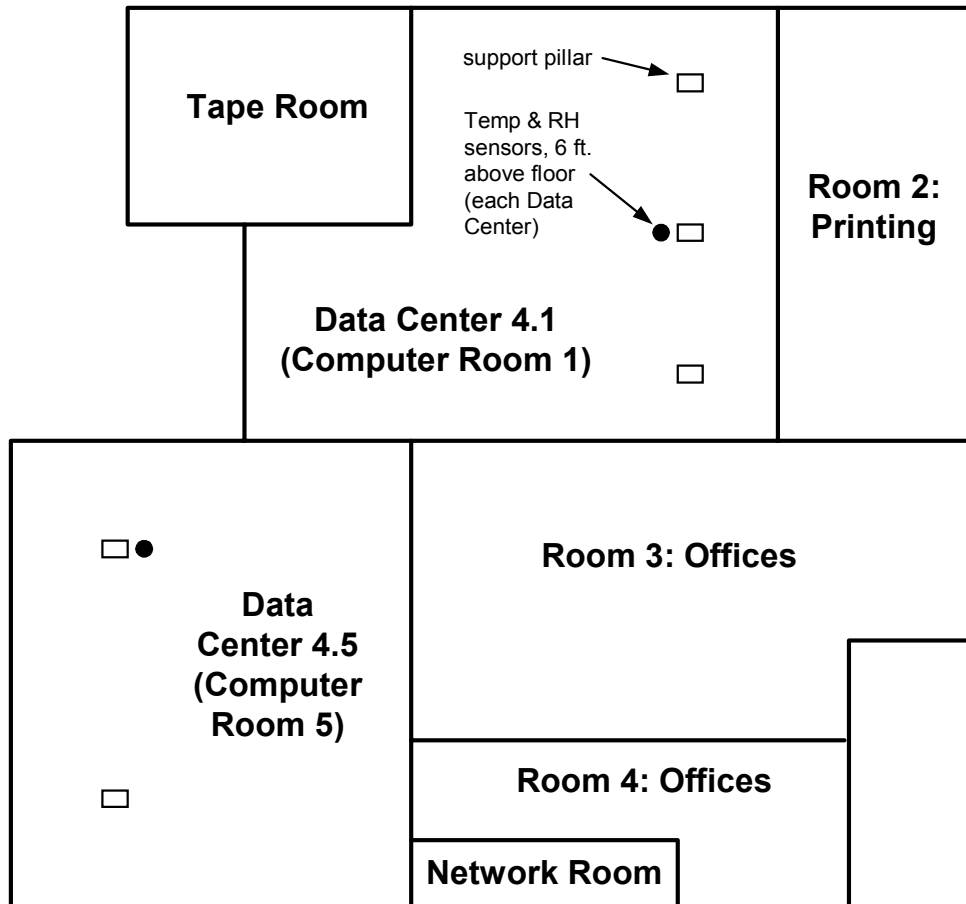 Tape Room
support pillar
Temp & RH
sensors, 6 ft.
above floor
(each Data
Center)
Room 2:
Printing
Data Center 4.1
(Computer Room 1)
Room 3: Offices
Data
Center 4.5
(Computer
Room 5)
Room 4: Offices
Network Room